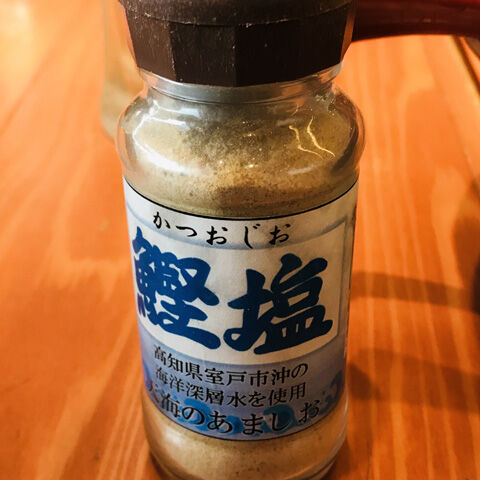 かつおじお
鰹塩
高知県室戸市沖の
海洋深層水を使用
天海のあましお